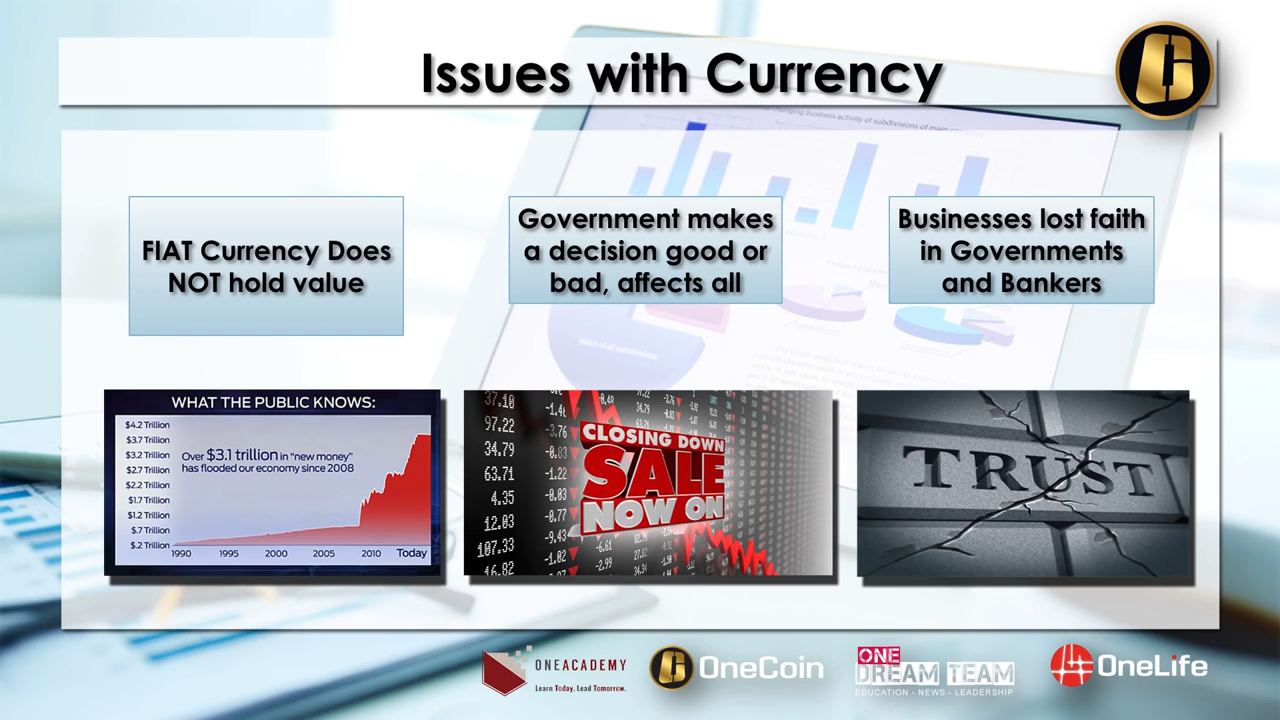 Issues with Currency
FIAT Currency Does
NOT hold value
Government makes
a decision good or
bad, affects all
Businesses lost faith
in Governments
and Bankers
WHAT THE PUBLIC KNOWS:
$4.2 Trillion
$3.7 Trillion
$3.2 Trillion
$2.7 Trillion
$2.2 Trillion
$1.7 Trillion
$1.2 Trillion
$.7 Trillion
$.2 Trillion
Over $3.1 trillion in "new money"
has flooded our economy since 2008
1990 1995 2000 2005 2010 Today
37.18
97.22
34.79
63.71
4.35
12.03
107.33
16.82
CLOSING DOWN
SALE
NOW ON
TRUST
ONEACADEMY
Learn Today. Lead Tomorrow.
OneCoin
ONE
DREAM TEAM
EDUCATION - NEWS - LEADERSHIP
OneLife